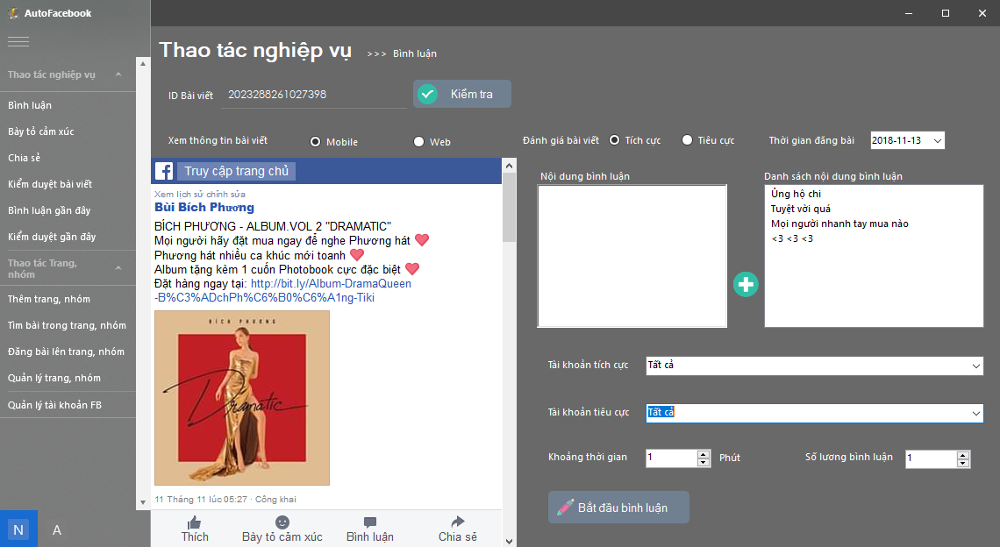 AutoFacebook
Thao tác nghiệp vụ
Bình luận
Bày tỏ cảm xúc
Chia sẻ
Kiểm duyệt bài viết
Bình luận gần đây
Kiểm duyệt gần đây
Thao tác Trang,
nhóm
Thêm trang, nhóm
Tìm bài trong trang, nhóm
Đăng bài lên trang, nhóm
Quản lý trang, nhóm
Quản lý tài khoản FB
N A
Thao tác nghiệp vụ >>> Bình luận
ID Bài viết 2023288261027398 Kiểm tra
Xem thông tin bài viết Mobile Web
Đánh giá bài viết Tích cực Tiêu cực Thời gian đăng bài 2018-11-13
Truy cập trang chủ
Xem lịch sử chỉnh sửa
Bùi Bích Phương
BÍCH PHƯƠNG - ALBUM.VOL 2 "DRAMATIC"
Mọi người hãy đặt mua ngay để nghe Phương hát ❤
Phương hát nhiều ca khúc mới toanh ❤
Album tặng kèm 1 cuốn Photobook cực đặc biệt ❤
Đặt hàng ngay tại: http://bit.ly/Album-DramaQueen
-B%C3%ADchPh%C6%B0%C6%A1ng-Tiki
BÍCH PHƯƠNG
Dramatic
11 Tháng 11 lúc 05:27 · Công khai
Thích Bày tỏ cảm xúc Bình luận Chia sẻ
Nội dung bình luận
Danh sách nội dung bình luận
Ủng hộ chi
Tuyệt vời quá
Mọi người nhanh tay mua nào
<3 <3 <3
Tài khoản tích cực Tất cả
Tài khoản tiêu cực Tất cả
Khoảng thời gian 1 Phút Số lương bình luận 1
Bắt đầu bình luận